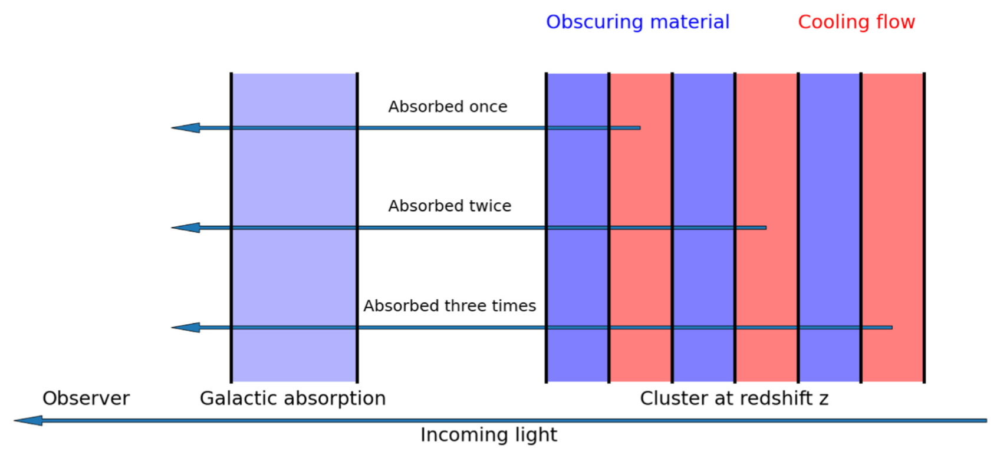 Obscuring material
Cooling flow
Absorbed once
Absorbed twice
Absorbed three times
Observer
Galactic absorption
Cluster at redshift z
Incoming light